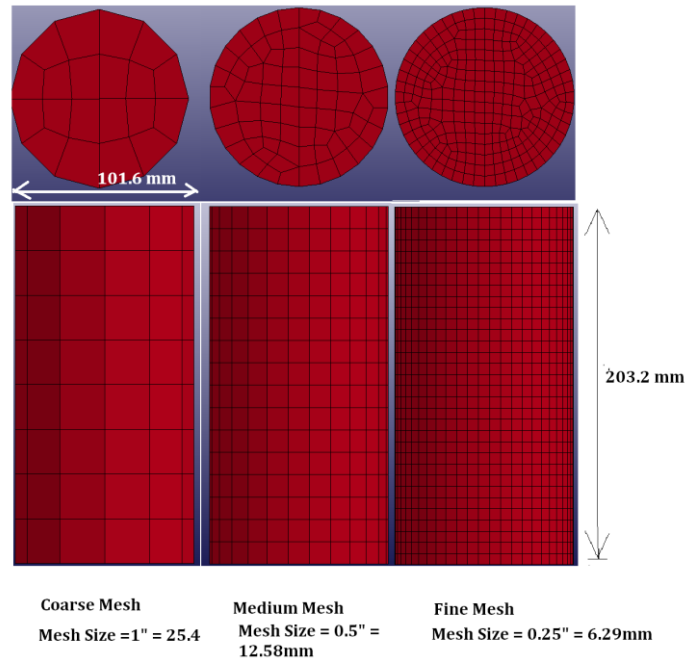 101.6 mm
203.2 mm
Coarse Mesh
Mesh Size =1" = 25.4
Medium Mesh
Mesh Size = 0.5" =
12.58mm
Fine Mesh
Mesh Size = 0.25" = 6.29mm